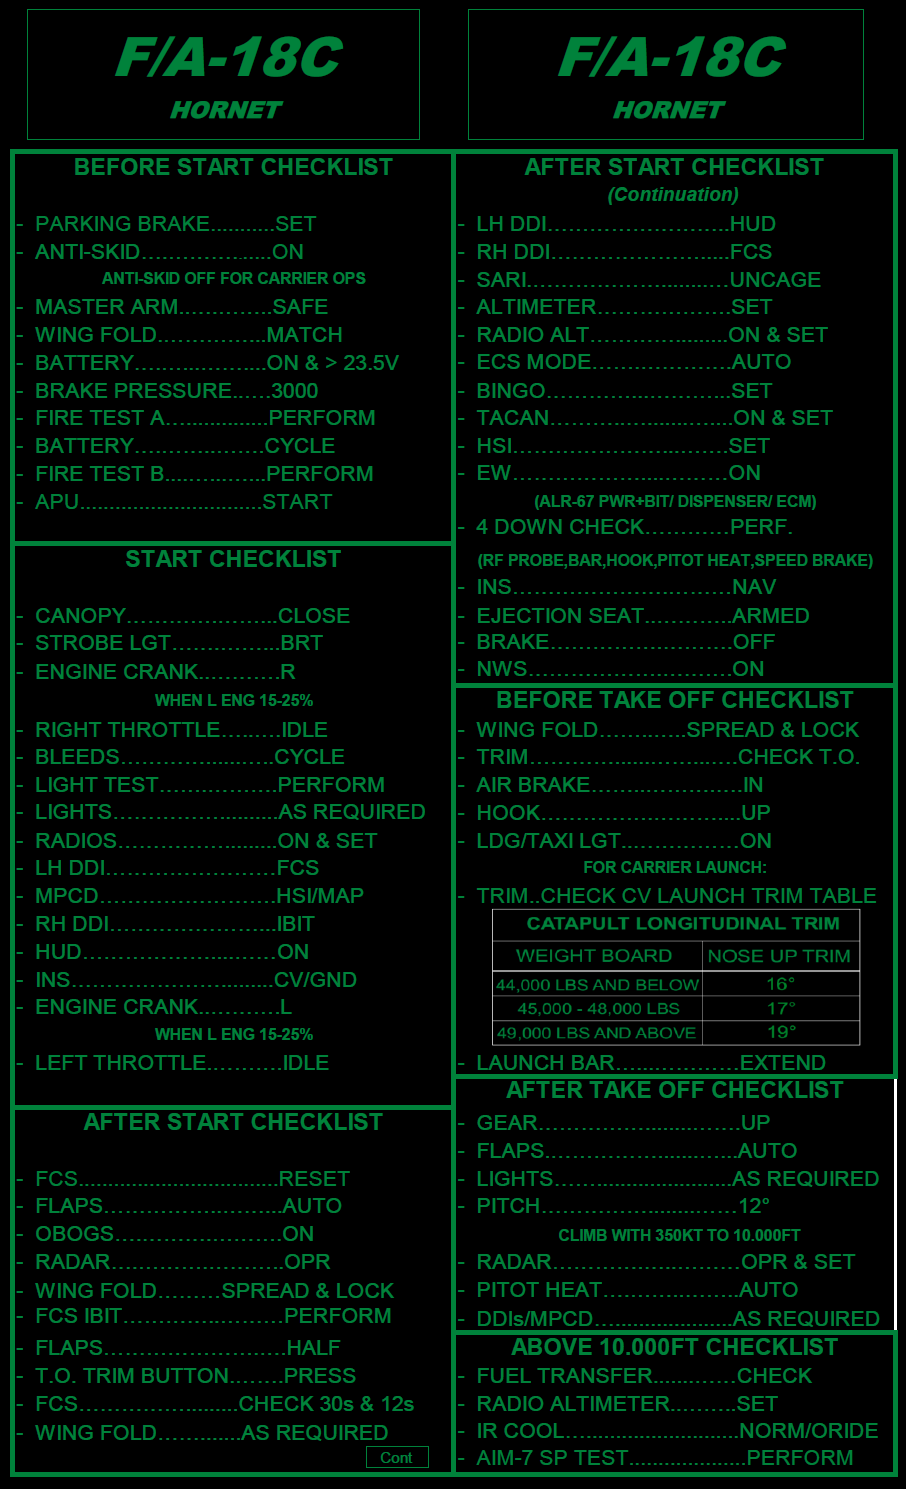 F/A-18C
HORNET
BEFORE START CHECKLIST
- PARKING BRAKE...........SET
- ANTI-SKID.......................ON
ANTI-SKID OFF FOR CARRIER OPS
- MASTER ARM................SAFE
- WING FOLD..................MATCH
- BATTERY......................ON & > 23.5V
- BRAKE PRESSURE.......3000
- FIRE TEST A..................PERFORM
- BATTERY......................CYCLE
- FIRE TEST B.................PERFORM
- APU...............................START
START CHECKLIST
- CANOPY..........................CLOSE
- STROBE LGT..................BRT
- ENGINE CRANK..............R
WHEN L ENG 15-25%
- RIGHT THROTTLE..........IDLE
- BLEEDS..........................CYCLE
- LIGHT TEST....................PERFORM
- LIGHTS............................AS REQUIRED
- RADIOS...........................ON & SET
- LH DDI.............................FCS
- MPCD..............................HSI/MAP
- RH DDI............................IBIT
- HUD.................................ON
- INS...................................CV/GND
- ENGINE CRANK..............L
WHEN L ENG 15-25%
- LEFT THROTTLE.............IDLE
AFTER START CHECKLIST
- FCS..................................RESET
- FLAPS..............................AUTO
- OBOGS............................ON
- RADAR.............................OPR
- WING FOLD.........SPREAD & LOCK
- FCS IBIT...........................PERFORM
- FLAPS..............................HALF
- T.O. TRIM BUTTON.........PRESS
- FCS..........................CHECK 30s & 12s
- WING FOLD..............AS REQUIRED
Cont
F/A-18C
HORNET
AFTER START CHECKLIST
(Continuation)
- LH DDI..............................HUD
- RH DDI.............................FCS
- SARI.................................UNCAGE
- ALTIMETER......................SET
- RADIO ALT.......................ON & SET
- ECS MODE.......................AUTO
- BINGO..............................SET
- TACAN..............................ON & SET
- HSI....................................SET
- EW....................................ON
(ALR-67 PWR+BIT/ DISPENSER/ ECM)
- 4 DOWN CHECK............PERF.
(RF PROBE,BAR,HOOK,PITOT HEAT,SPEED BRAKE)
- INS...................................NAV
- EJECTION SEAT.............ARMED
- BRAKE.............................OFF
- NWS.................................ON
BEFORE TAKE OFF CHECKLIST
- WING FOLD.............SPREAD & LOCK
- TRIM.................................CHECK T.O.
- AIR BRAKE.......................IN
- HOOK................................UP
- LDG/TAXI LGT..................ON
FOR CARRIER LAUNCH:
- TRIM..CHECK CV LAUNCH TRIM TABLE
CATAPULT LONGITUDINAL TRIM
WEIGHT BOARD NOSE UP TRIM
44,000 LBS AND BELOW 16°
45,000 - 48,000 LBS 17°
49,000 LBS AND ABOVE 19°
- LAUNCH BAR...................EXTEND
AFTER TAKE OFF CHECKLIST
- GEAR................................UP
- FLAPS..............................AUTO
- LIGHTS.............................AS REQUIRED
- PITCH...............................12°
CLIMB WITH 350KT TO 10.000FT
- RADAR.............................OPR & SET
- PITOT HEAT.....................AUTO
- DDIs/MPCD......................AS REQUIRED
ABOVE 10.000FT CHECKLIST
- FUEL TRANSFER.............CHECK
- RADIO ALTIMETER..........SET
- IR COOL............................NORM/ORIDE
- AIM-7 SP TEST....................PERFORM